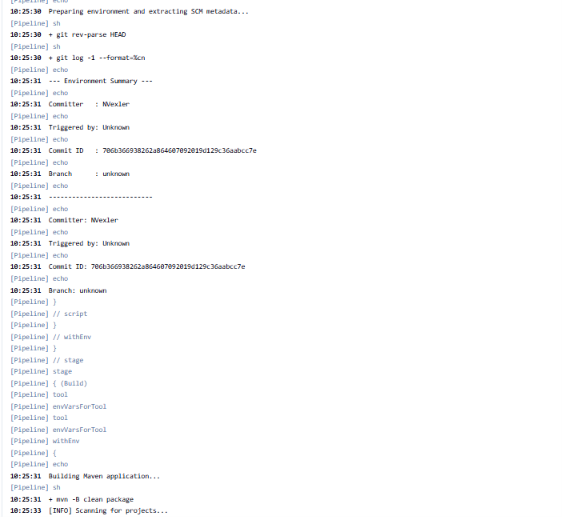 [Pipeline] echo
10:25:30 Preparing environment and extracting SCM metadata...
[Pipeline] sh
10:25:30 + git rev-parse HEAD
[Pipeline] sh
10:25:30 + git log -1 --format=%cn
[Pipeline] echo
10:25:31 --- Environment Summary ---
[Pipeline] echo
10:25:31 Committer : NVexler
[Pipeline] echo
10:25:31 Triggered by: Unknown
[Pipeline] echo
10:25:31 Commit ID : 706b366938262a864607092019d129c36aabcc7e
[Pipeline] echo
10:25:31 Branch : unknown
[Pipeline] echo
10:25:31 ---------------------------
[Pipeline] echo
10:25:31 Committer: NVexler
[Pipeline] echo
10:25:31 Triggered by: Unknown
[Pipeline] echo
10:25:31 Commit ID: 706b366938262a864607092019d129c36aabcc7e
[Pipeline] echo
10:25:31 Branch: unknown
[Pipeline] }
[Pipeline] // script
[Pipeline] }
[Pipeline] // withEnv
[Pipeline] }
[Pipeline] // stage
[Pipeline] stage
[Pipeline] { (Build)
[Pipeline] tool
[Pipeline] envVarsForTool
[Pipeline] tool
[Pipeline] envVarsForTool
[Pipeline] withEnv
[Pipeline] {
[Pipeline] echo
10:25:31 Building Maven application...
[Pipeline] sh
10:25:31 + mvn -B clean package
10:25:33 [INFO] Scanning for projects...